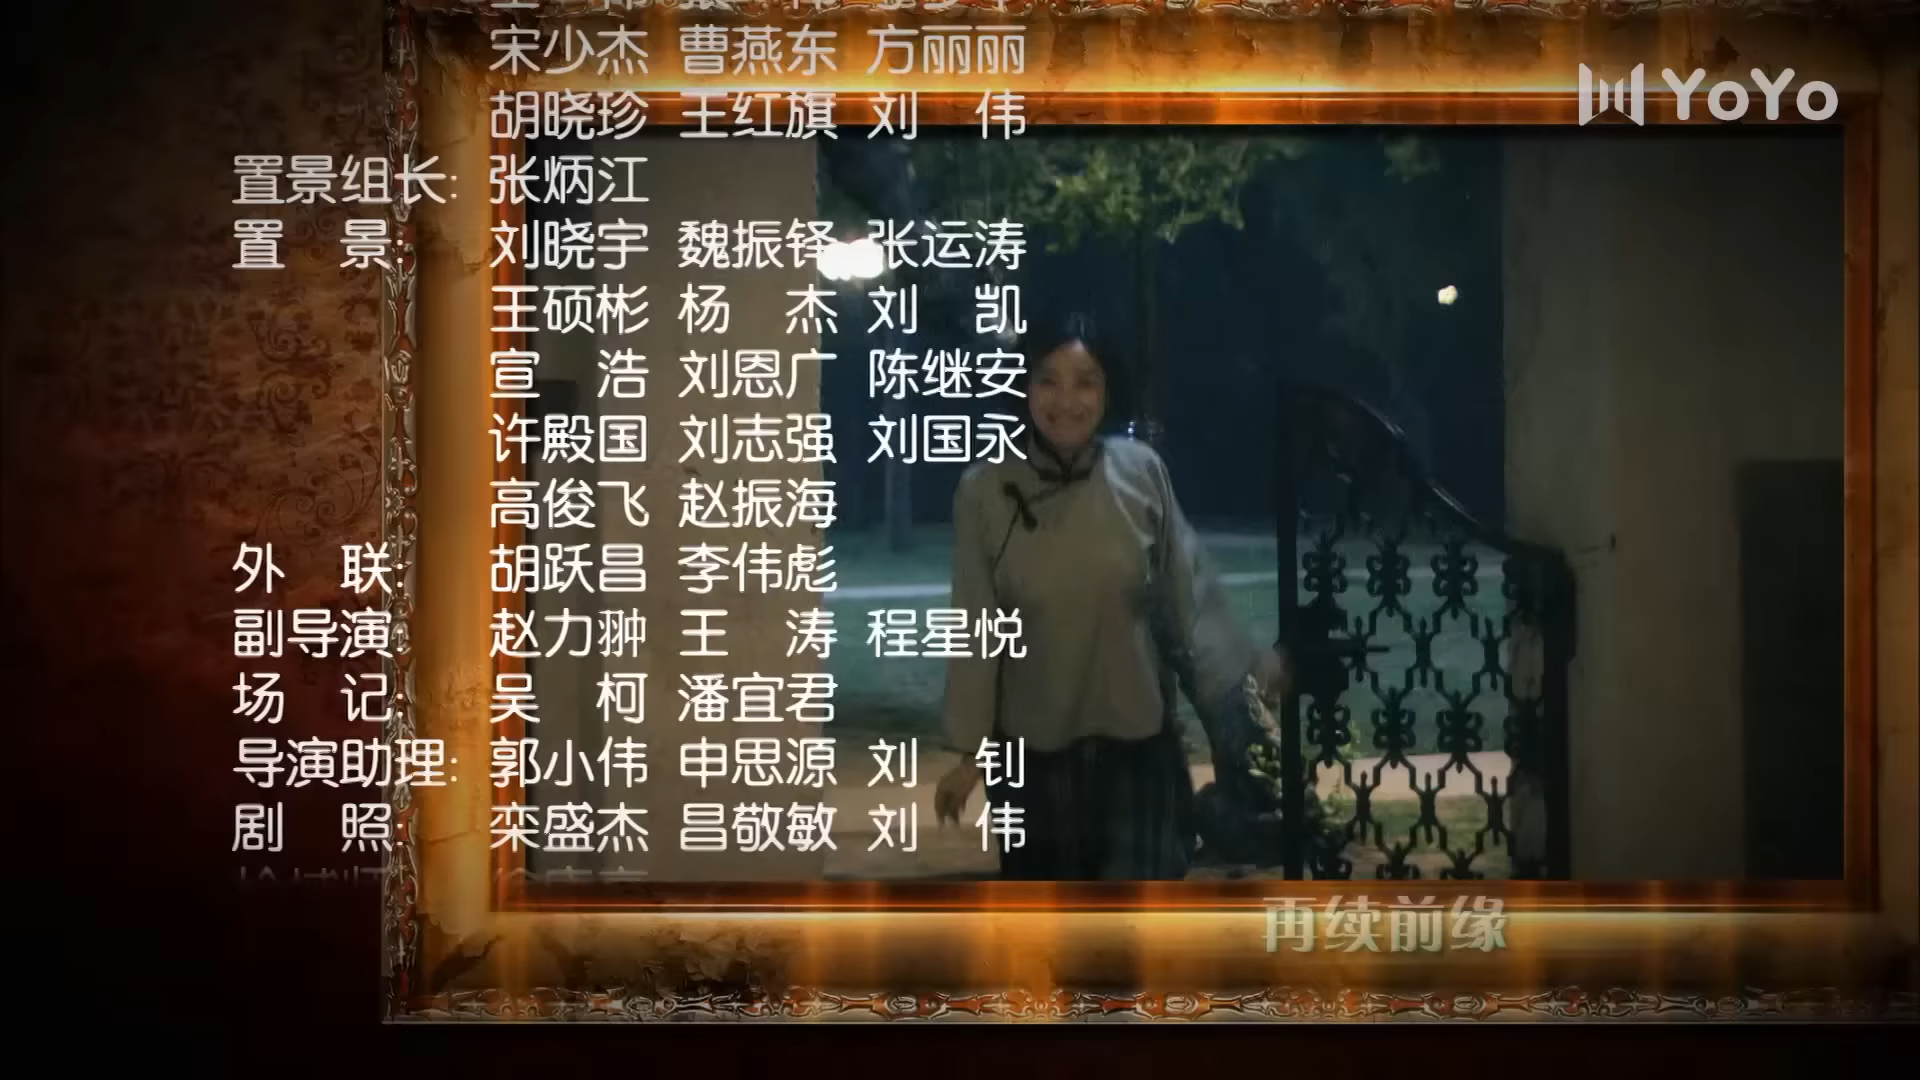 宋少杰 曹燕东 方丽丽
YoYo
胡晓珍 王红旗 刘 伟
置景组长: 张炳江
置 景: 刘晓宇 魏振铎 张运涛
王硕彬 杨 杰 刘 凯
宣 浩 刘恩广 陈继安
许殿国 刘志强 刘国永
高俊飞 赵振海
外 联: 胡跃昌 李伟彪
副导演: 赵力翀 王 涛 程星悦
场 记: 吴 柯 潘宜君
导演助理: 郭小伟 申思源 刘 钊
剧 照: 栾盛杰 昌敬敏 刘 伟
再续前缘